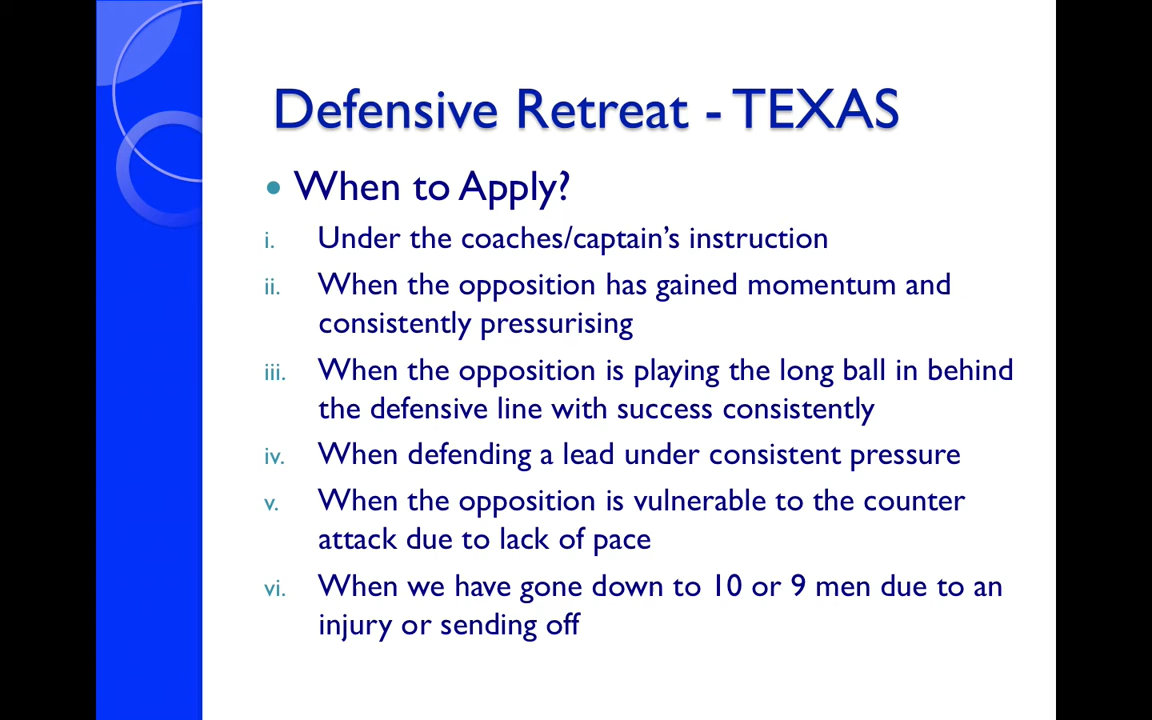 Defensive Retreat - TEXAS
• When to Apply?
i. Under the coaches/captain's instruction
ii. When the opposition has gained momentum and
consistently pressurising
iii. When the opposition is playing the long ball in behind
the defensive line with success consistently
iv. When defending a lead under consistent pressure
v. When the opposition is vulnerable to the counter
attack due to lack of pace
vi. When we have gone down to 10 or 9 men due to an
injury or sending off